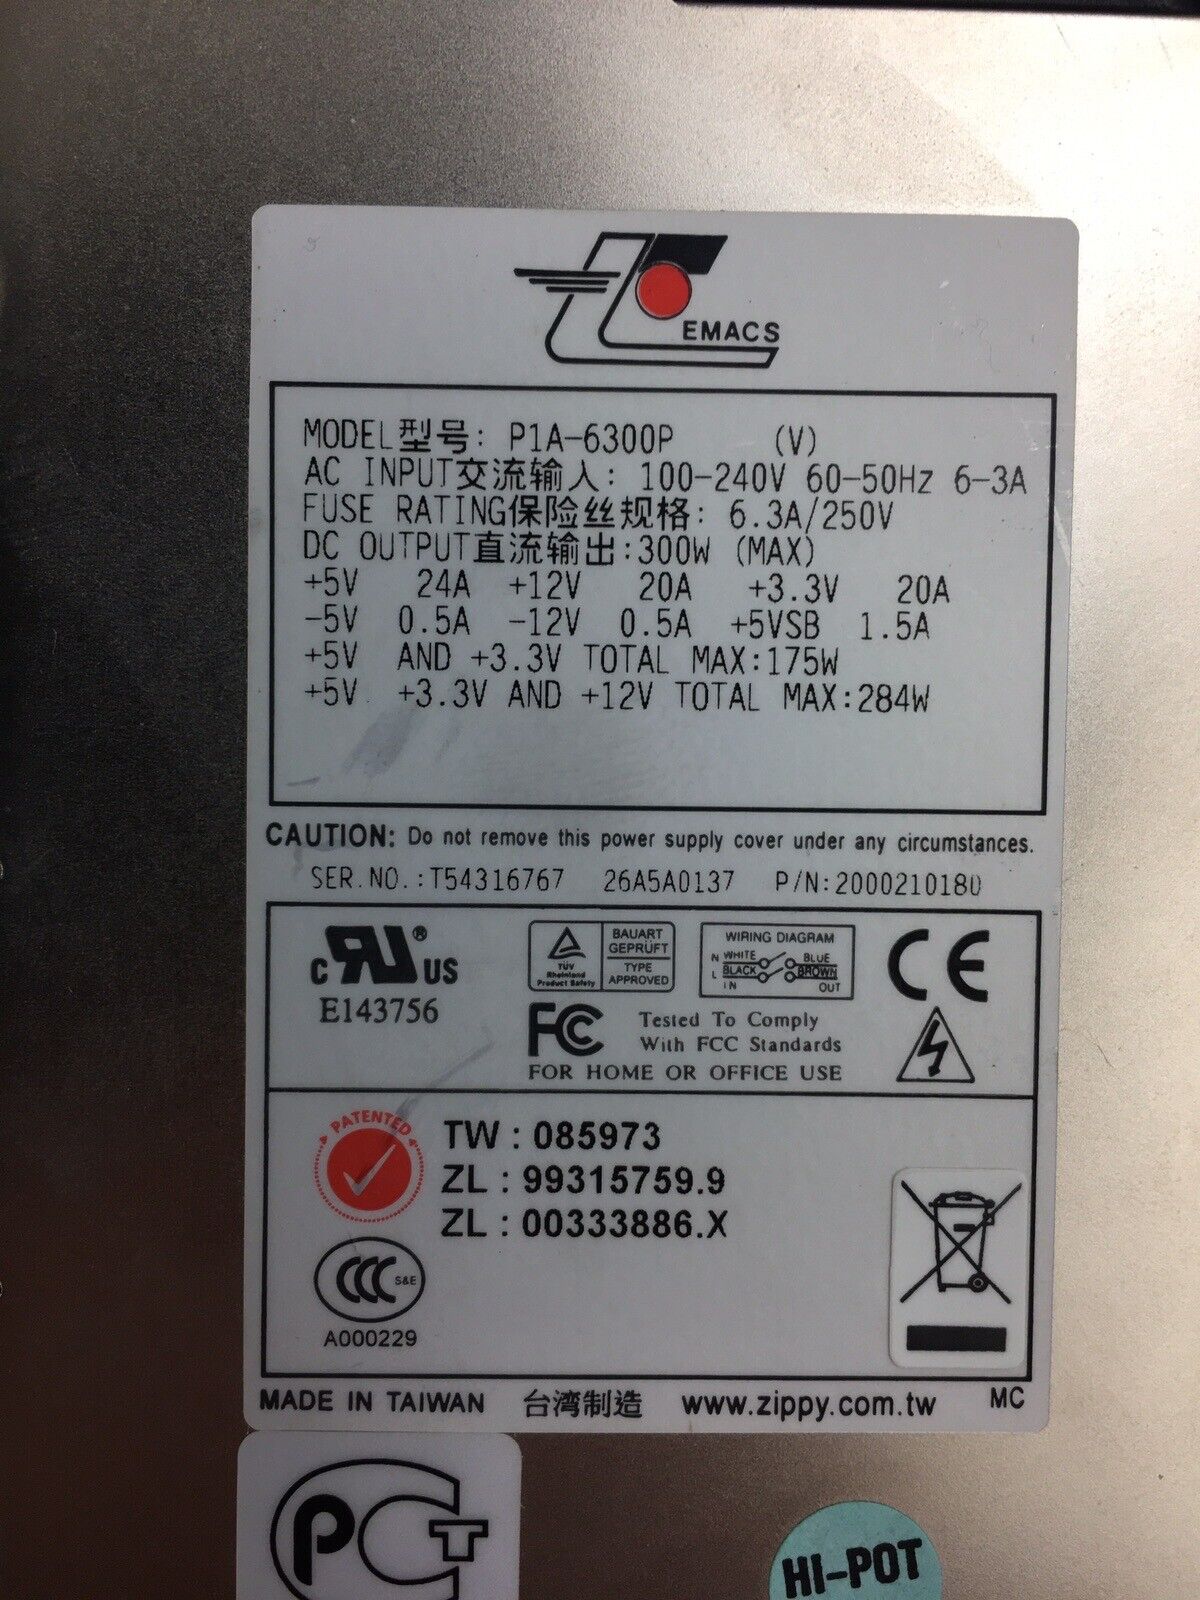 EMACS
MODEL型号: P1A-6300P (V)
AC INPUT交流输入: 100-240V 60-50Hz 6-3A
FUSE RATING保险丝规格: 6.3A/250V
DC OUTPUT直流输出:300W (MAX)
+5V 24A +12V 20A +3.3V 20A
-5V 0.5A -12V 0.5A +5VSB 1.5A
+5V AND +3.3V TOTAL MAX:175W
+5V +3.3V AND +12V TOTAL MAX:284W
CAUTION: Do not remove this power supply cover under any circumstances.
SER.NO.:T54316767 26A5A0137 P/N:2000210180
c RU ® US
E143756
TÜV
Rheinland
Product Safety
BAUART
GEPRÜFT
TYPE
APPROVED
WIRING DIAGRAM
N WHITE BLUE
L BLACK BROWN
IN OUT
CE
FC
Tested To Comply
With FCC Standards
FOR HOME OR OFFICE USE
PATENTED
TW : 085973
ZL : 99315759.9
ZL : 00333886.X
CCC S&E
A000229
MADE IN TAIWAN 台湾制造 www.zippy.com.tw MC
PCT
HI-POT